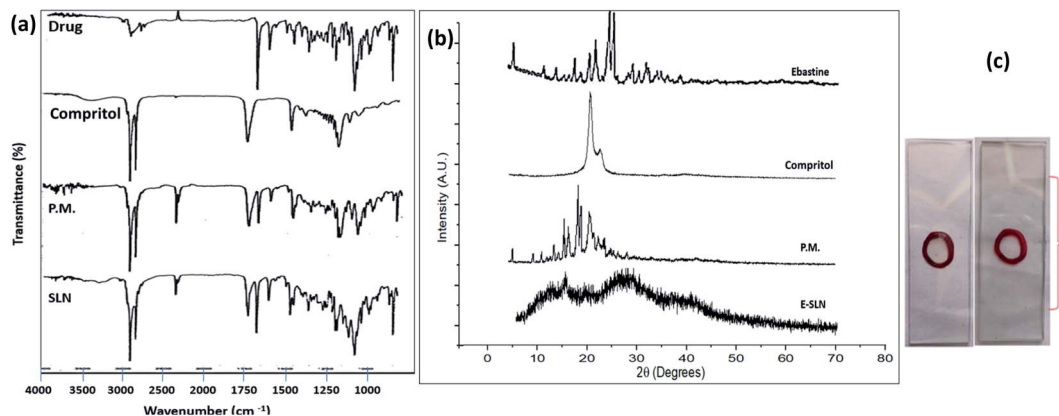 (a)
Drug
Compritol
P.M.
SLN
Transmittance (%)
4000 3500 3000 2500 2000 1750 1500 1250 1000
Wavenumber (cm -1)
(b)
Ebastine
Compritol
P.M.
E-SLN
Intensity (A.U.)
0 10 20 30 40 50 60 70 80
2θ (Degrees)
(c)